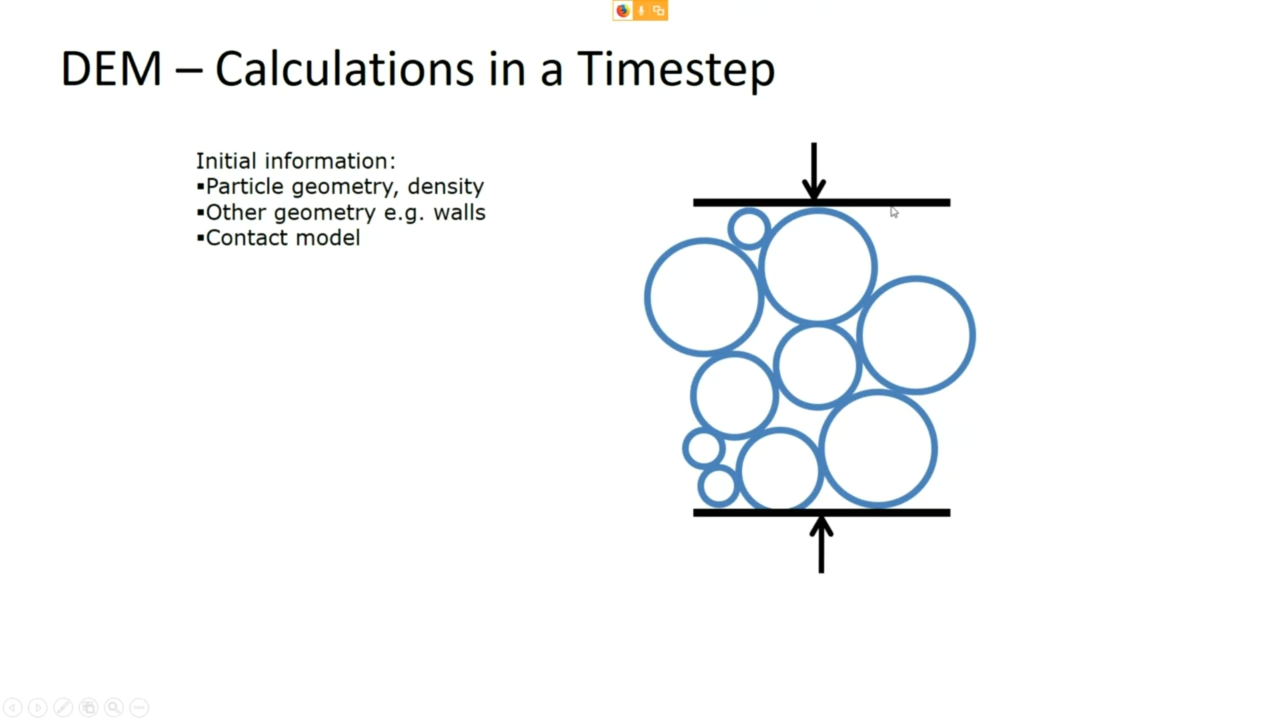 DEM – Calculations in a Timestep
Initial information:
▪Particle geometry, density
▪Other geometry e.g. walls
▪Contact model